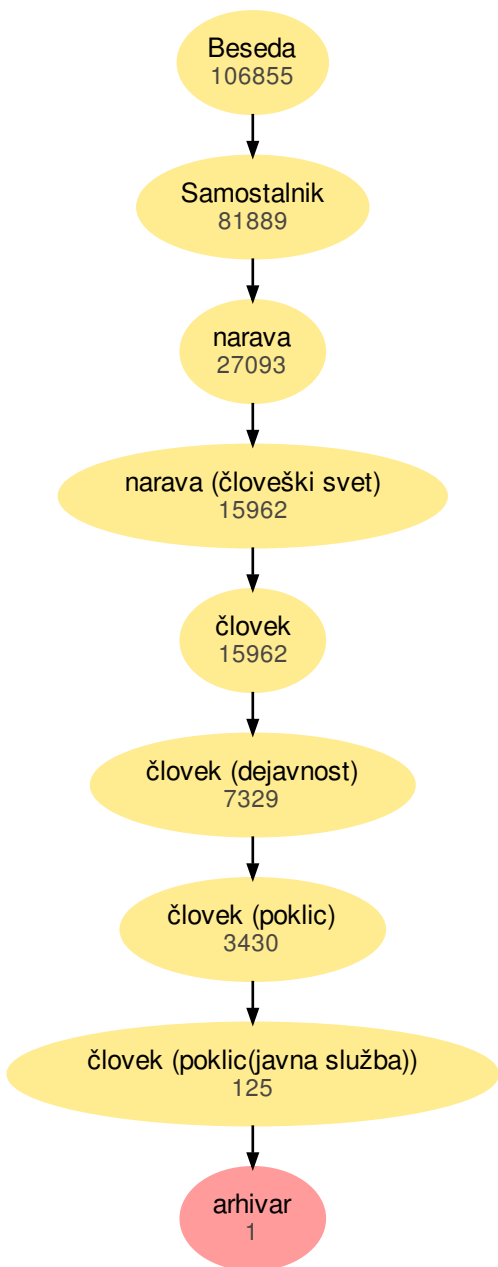 Beseda
106855
Samostalnik
81889
narava
27093
narava (človeški svet)
15962
človek
15962
človek (dejavnost)
7329
človek (poklic)
3430
človek (poklic(javna služba))
125
arhivar
1